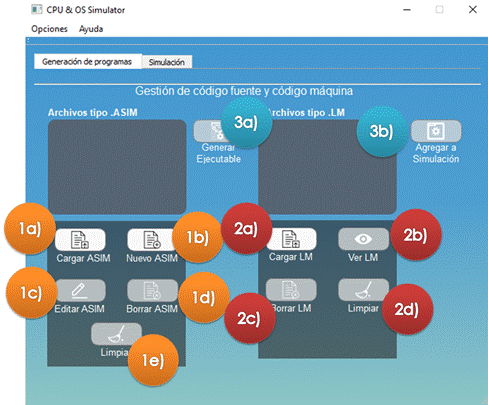 CPU & OS Simulator
Opciones Ayuda
Generación de programas Simulación
Gestión de código fuente y código máquina
Archivos tipo .ASIM
3a)
Archivos tipo .LM
3b)
Generar
Ejecutable
Agregar a
Simulación
1a)
Cargar ASIM
Nuevo ASIM
1b)
2a)
Cargar LM
Ver LM
2b)
1c)
Editar ASIM
Borrar ASIM
1d)
2c)
Borrar LM
Limpiar
2d)
Limpiar
1e)